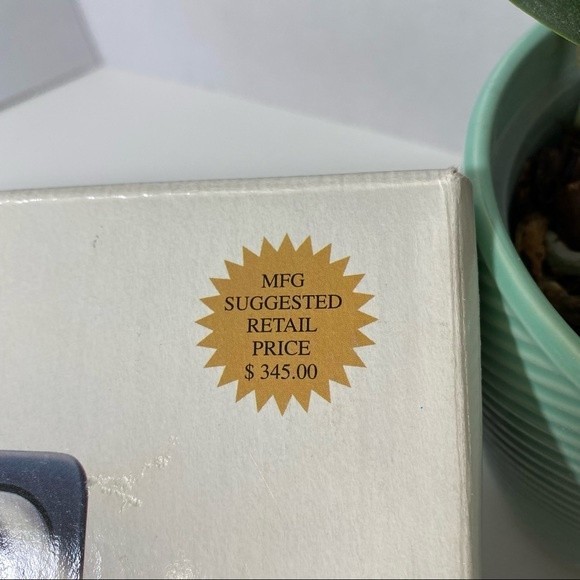 MFG
SUGGESTED
RETAIL
PRICE
$ 345.00